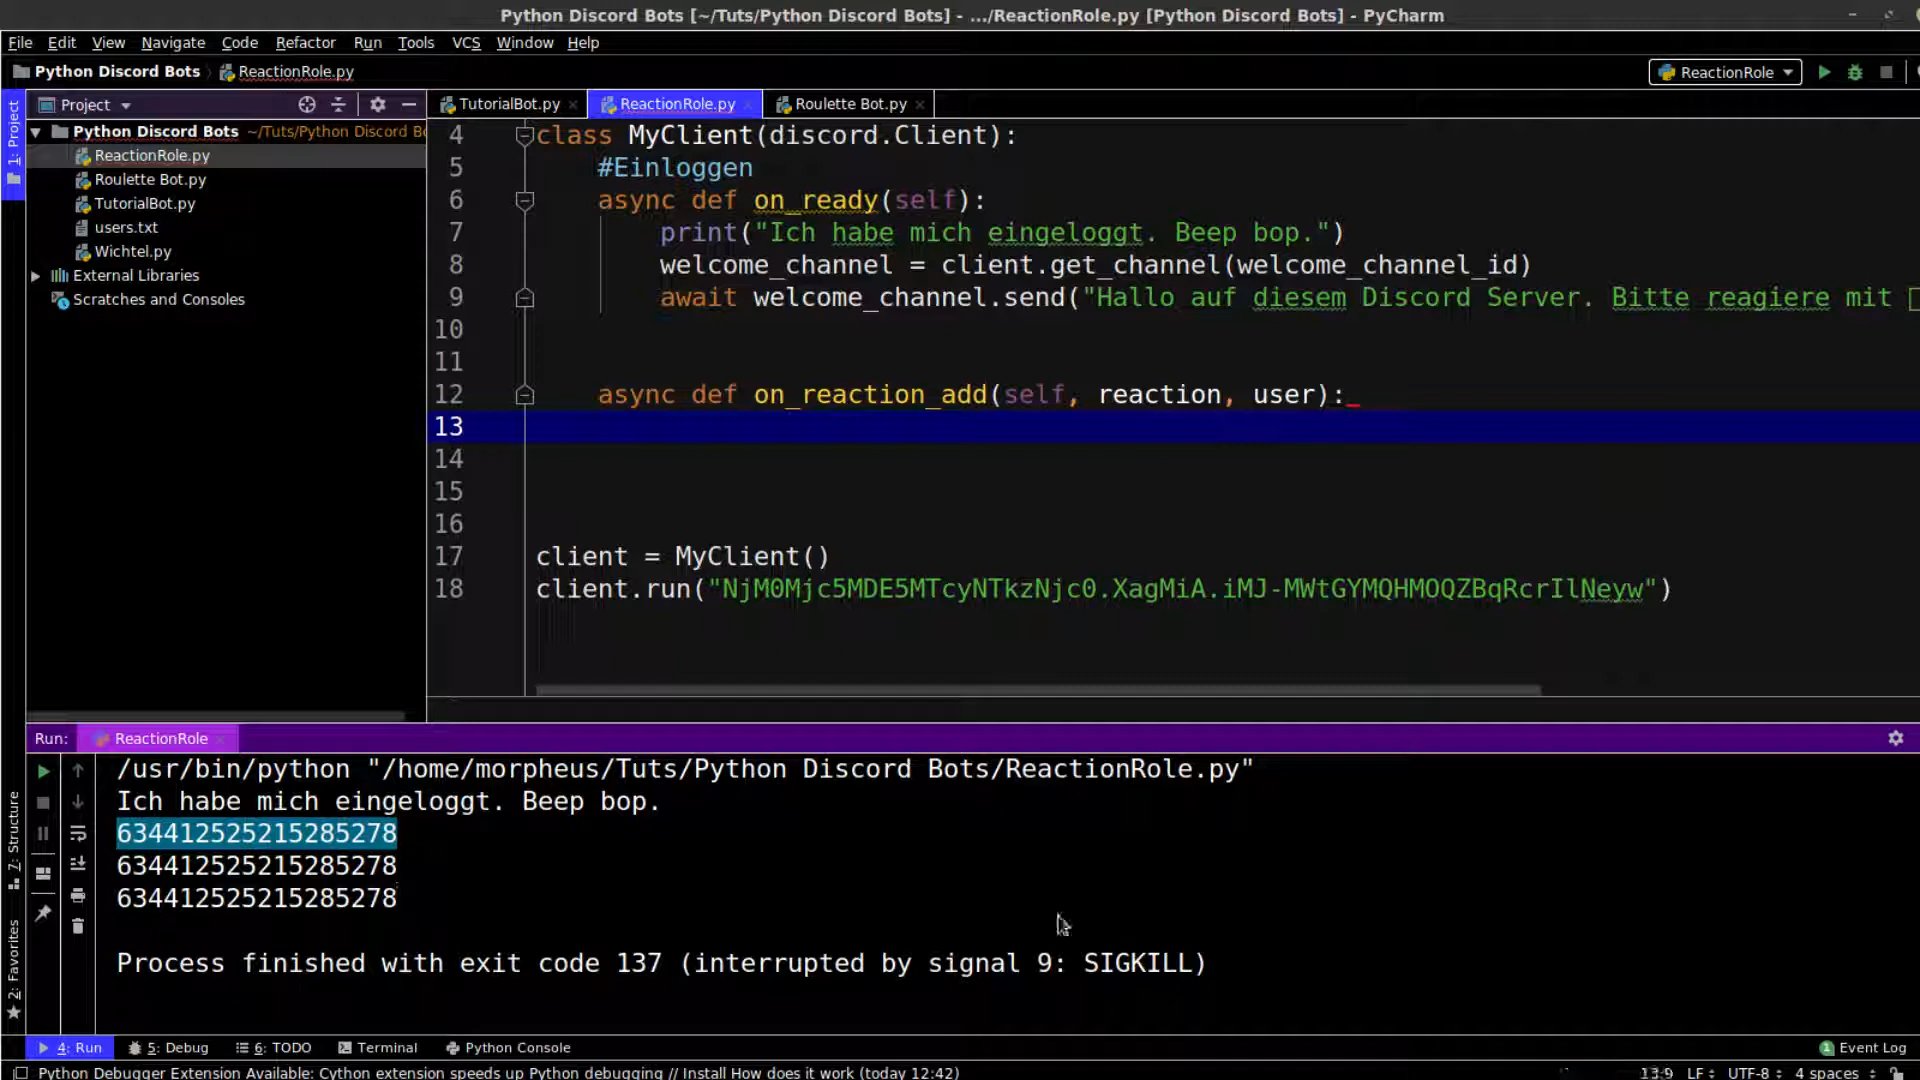 Python Discord Bots [~/Tuts/Python Discord Bots] - .../ReactionRole.py [Python Discord Bots] - PyCharm
File Edit View Navigate Code Refactor Run Tools VCS Window Help
Python Discord Bots ReactionRole.py ReactionRole
1: Project
Project
TutorialBot.py ReactionRole.py Roulette Bot.py
Python Discord Bots ~/Tuts/Python Discord Bo
ReactionRole.py
Roulette Bot.py
TutorialBot.py
users.txt
Wichtel.py
External Libraries
Scratches and Consoles
4 class MyClient(discord.Client):
5 #Einloggen
6 async def on_ready(self):
7 print("Ich habe mich eingeloggt. Beep bop.")
8 welcome_channel = client.get_channel(welcome_channel_id)
9 await welcome_channel.send("Hallo auf diesem Discord Server. Bitte reagiere mit
10
11
12 async def on_reaction_add(self, reaction, user):
13
14
15
16
17 client = MyClient()
18 client.run("NjM0Mjc5MDE5MTcyNTkzNjc0.XagMiA.iMJ-MWtGYMQHMOQZBqRcrIlNeyw")
Run: ReactionRole
/usr/bin/python "/home/morpheus/Tuts/Python Discord Bots/ReactionRole.py"
Ich habe mich eingeloggt. Beep bop.
634412525215285278
634412525215285278
634412525215285278
Process finished with exit code 137 (interrupted by signal 9: SIGKILL)
7: Structure
2: Favorites
4: Run 5: Debug 6: TODO Terminal Python Console 1 Event Log
Python Debugger Extension Available: Cython extension speeds up Python debugging // Install How does it work (today 12:42) 13:9 LF UTF-8 4 spaces